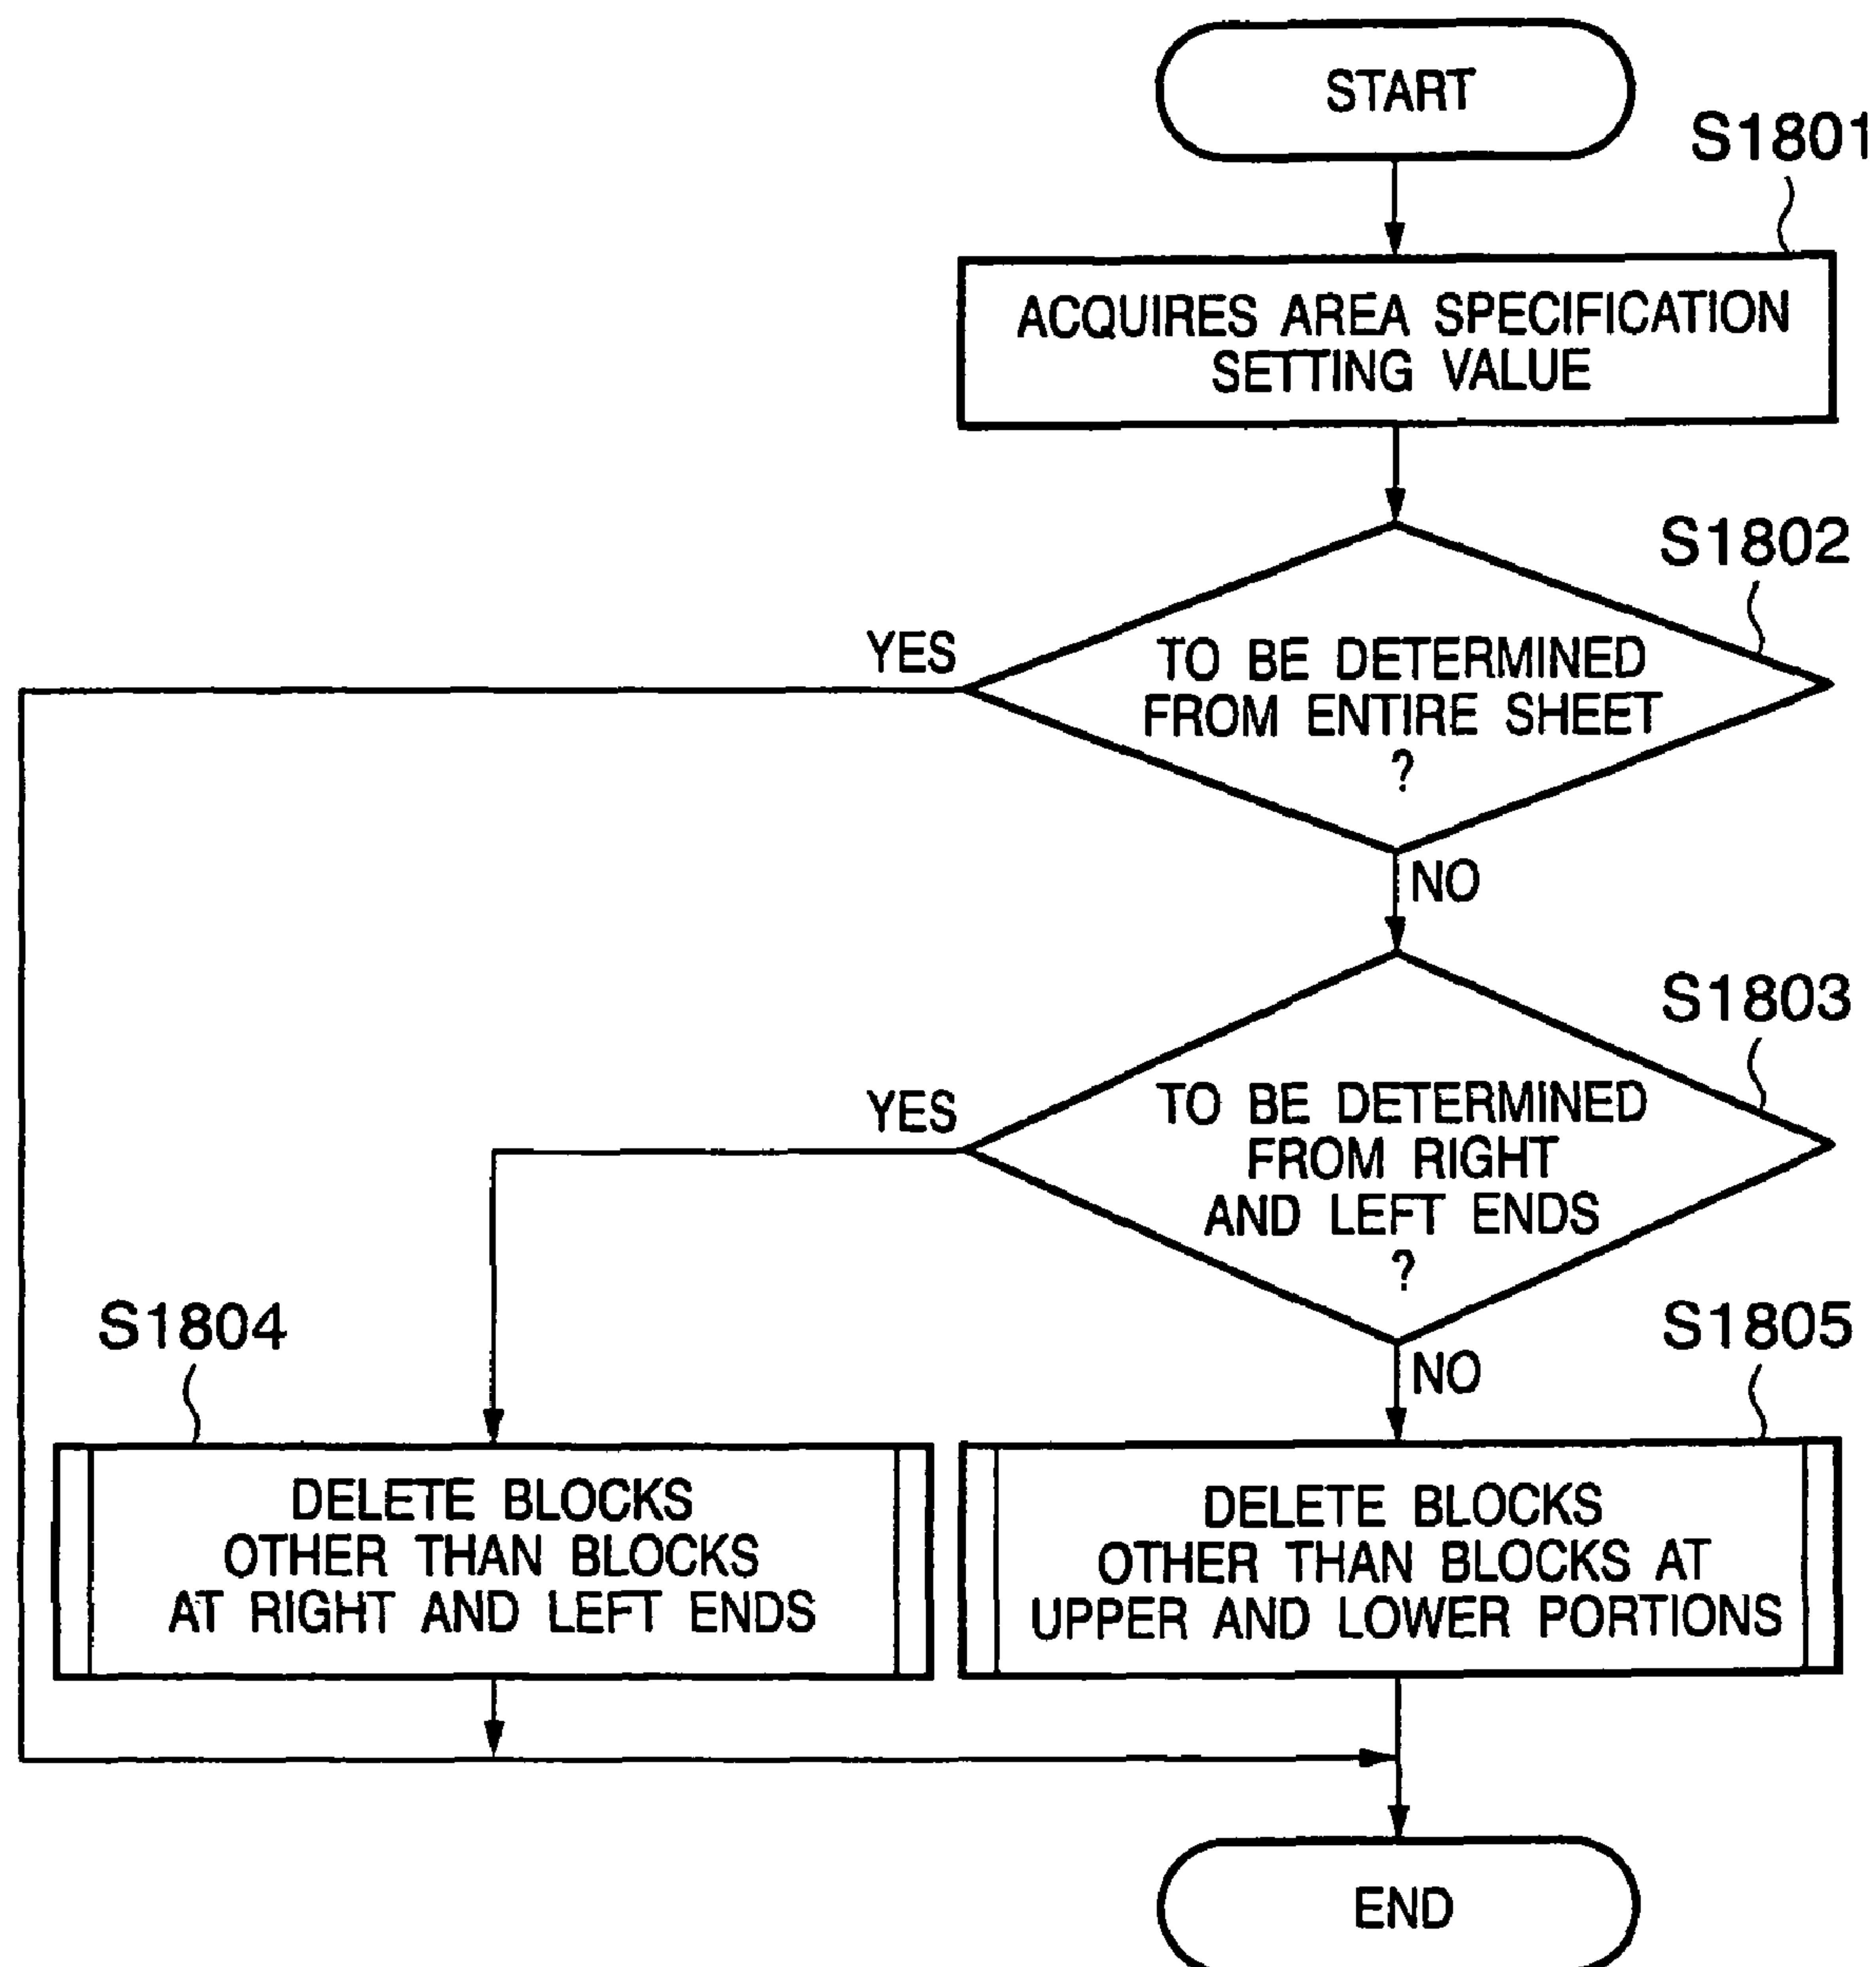 START
S1801
ACQUIRES AREA SPECIFICATION
SETTING VALUE
S1802
YES
TO BE DETERMINED
FROM ENTIRE SHEET
?
NO
S1803
YES
TO BE DETERMINED
FROM RIGHT
AND LEFT ENDS
?
NO
S1804
DELETE BLOCKS
OTHER THAN BLOCKS
AT RIGHT AND LEFT ENDS
S1805
DELETE BLOCKS
OTHER THAN BLOCKS AT
UPPER AND LOWER PORTIONS
END